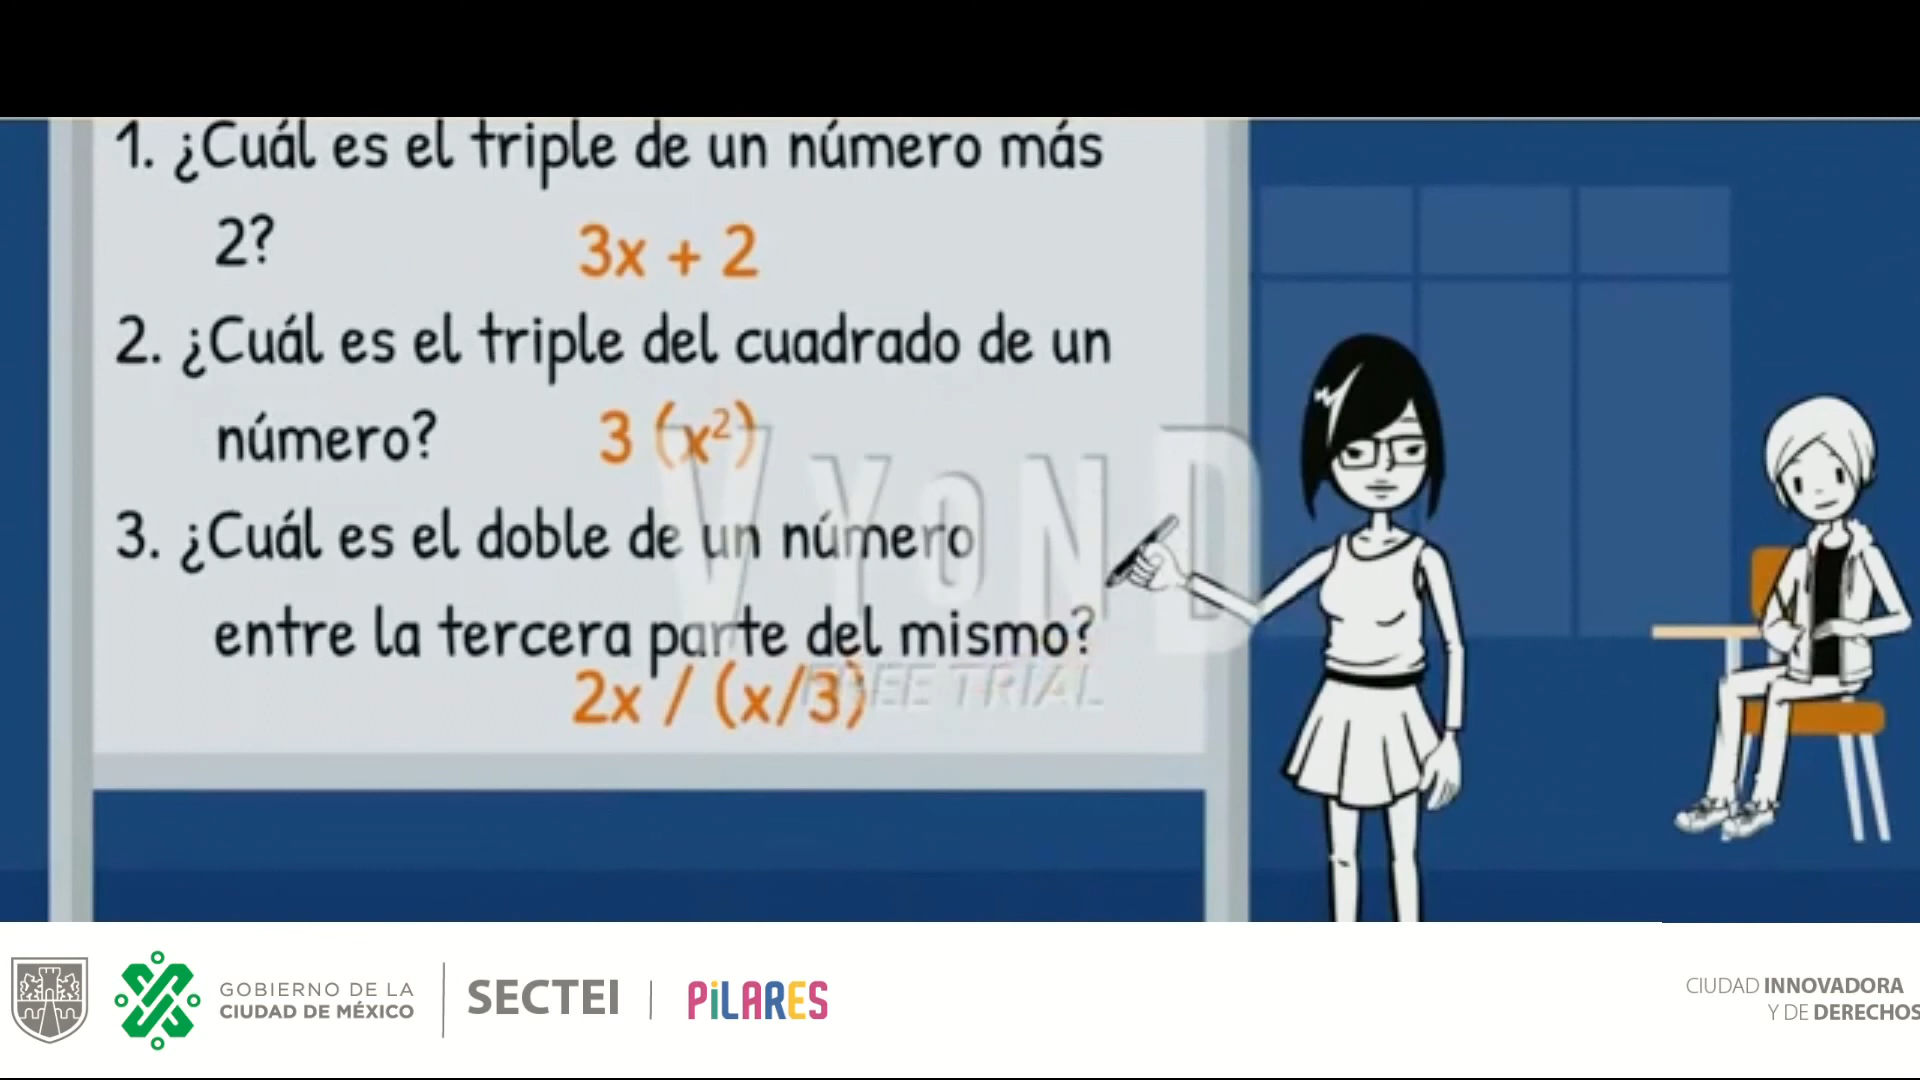 1. ¿Cuál es el triple de un número más
2?
3x + 2
2. ¿Cuál es el triple del cuadrado de un
número?
3 (x²)
3. ¿Cuál es el doble de un número
entre la tercera parte del mismo?
2x / (x/3)
VYOND
FREE TRIAL
GOBIERNO DE LA
CIUDAD DE MÉXICO
SECTEI
PiLARES
CIUDAD INNOVADORA
Y DE DERECHOS